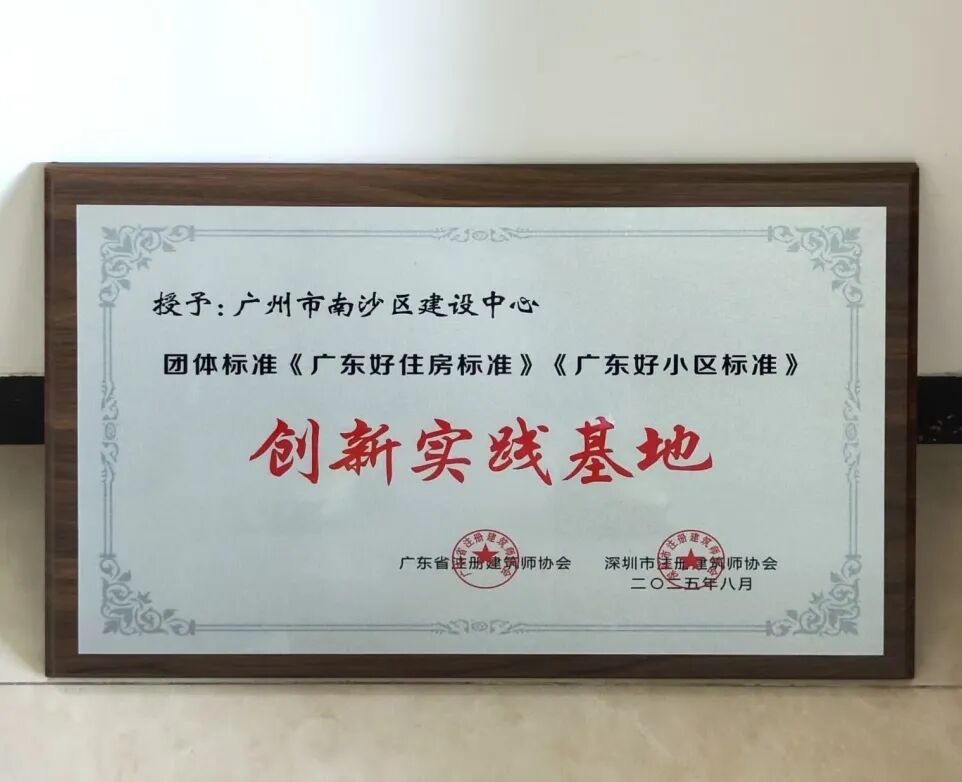 授予：广州市南沙区建设中心
团体标准《广东好住房标准》《广东好小区标准》
创新实践基地
广东省注册建筑师协会 深圳市注册建筑师协会
二〇二五年八月